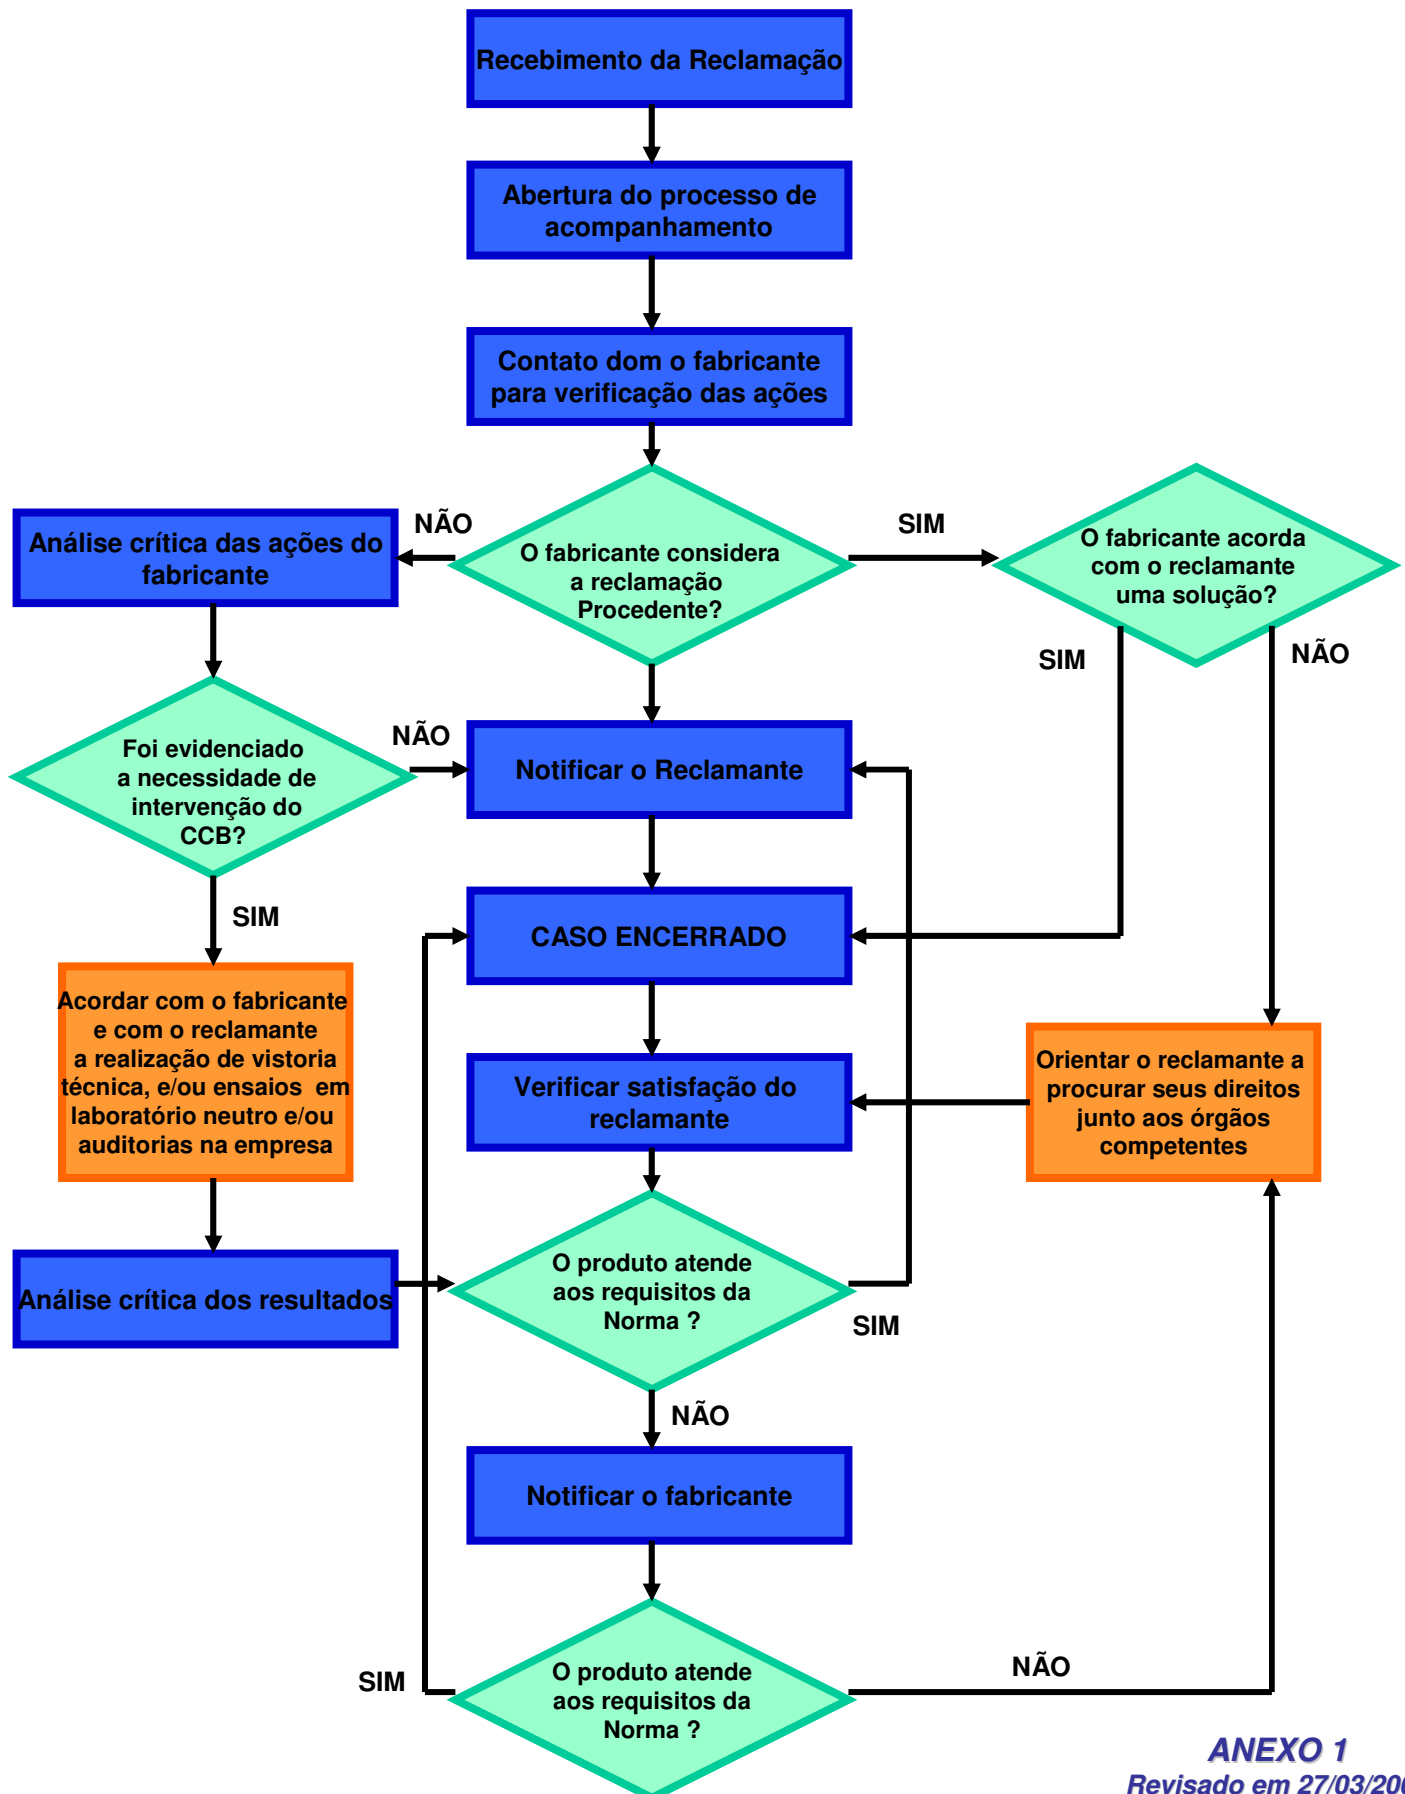 Recebimento da Reclamação
Abertura do processo de
acompanhamento
Contato dom o fabricante
para verificação das ações
NÃO
SIM
Análise crítica das ações do
fabricante
O fabricante considera
a reclamação
Procedente?
O fabricante acorda
com o reclamante
uma solução?
SIM
NÃO
Foi evidenciado
a necessidade de
intervenção do
CCB?
NÃO
Notificar o Reclamante
SIM
CASO ENCERRADO
Acordar com o fabricante
e com o reclamante
a realização de vistoria
técnica, e/ou ensaios em
laboratório neutro e/ou
auditorias na empresa
Verificar satisfação do
reclamante
Orientar o reclamante a
procurar seus direitos
junto aos órgãos
competentes
Análise crítica dos resultados
O produto atende
aos requisitos da
Norma ?
SIM
NÃO
Notificar o fabricante
O produto atende
aos requisitos da
Norma ?
SIM
NÃO
ANEXO 1
Revisado em